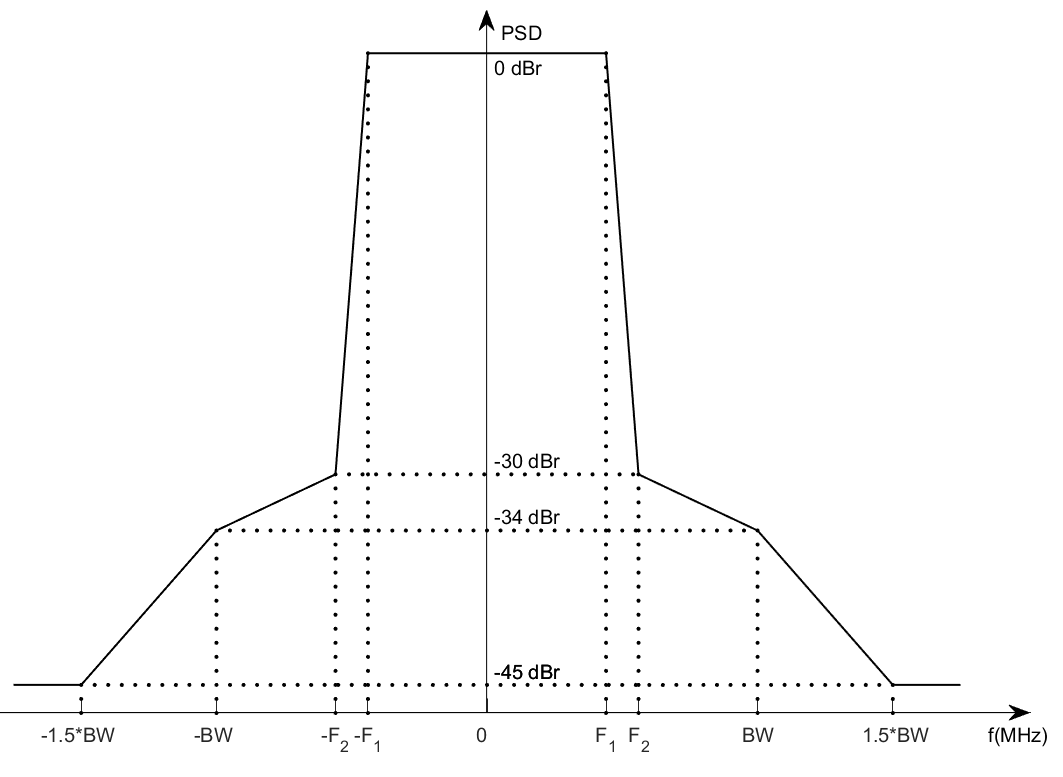 PSD
0 dBr
-30 dBr
-34 dBr
-45 dBr
-1.5*BW -BW -F2 -F1 0 F1 F2 BW 1.5*BW f(MHz)